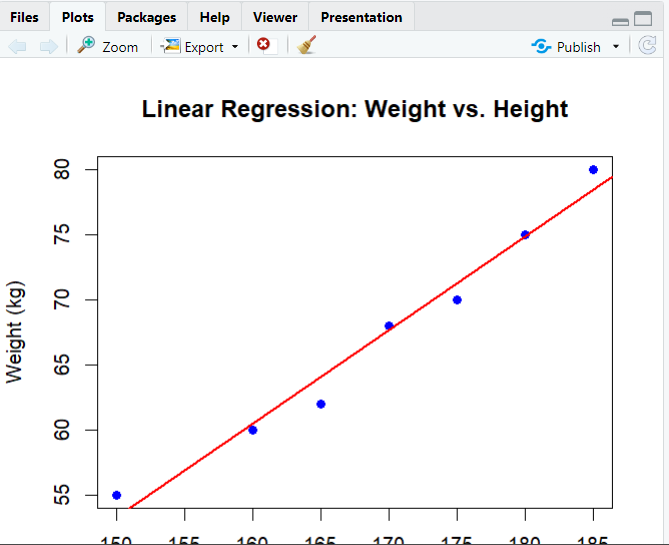 Files Plots Packages Help Viewer Presentation
Zoom Export Publish
Linear Regression: Weight vs. Height
80
75
70
65
60
55
Weight (kg)
150 155 160 165 170 175 180 185